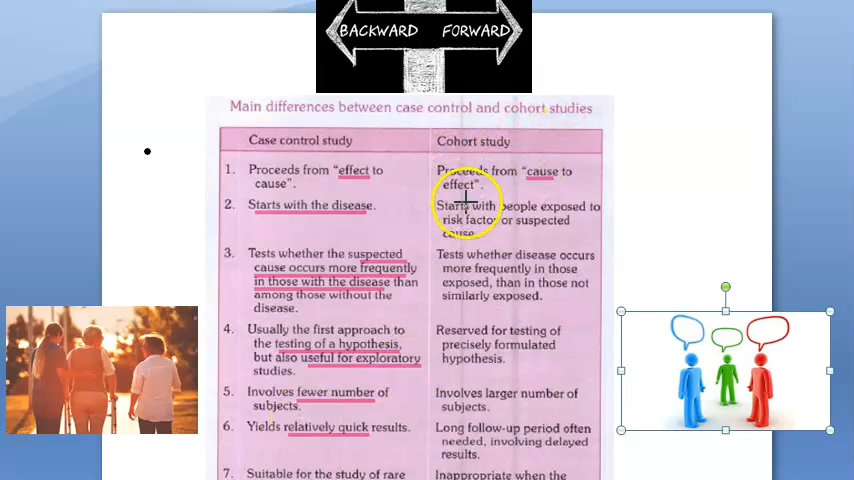 BACKWARD FORWARD
Main differences between case control and cohort studies
Case control study
Cohort study
1. Proceeds from "effect to
cause".
Proceeds from "cause to
effect".
2. Starts with the disease.
Starts with people exposed to
risk factor or suspected
cause.
3. Tests whether the suspected
cause occurs more frequently
in those with the disease than
among those without the
disease.
Tests whether disease occurs
more frequently in those
exposed, than in those not
similarly exposed.
4. Usually the first approach to
the testing of a hypothesis,
but also useful for exploratory
studies.
Reserved for testing of
precisely formulated
hypothesis.
5. Involves fewer number of
subjects.
Involves larger number of
subjects.
6. Yields relatively quick results.
Long follow-up period often
needed, involving delayed
results.
7. Suitable for the study of rare
Inappropriate when the